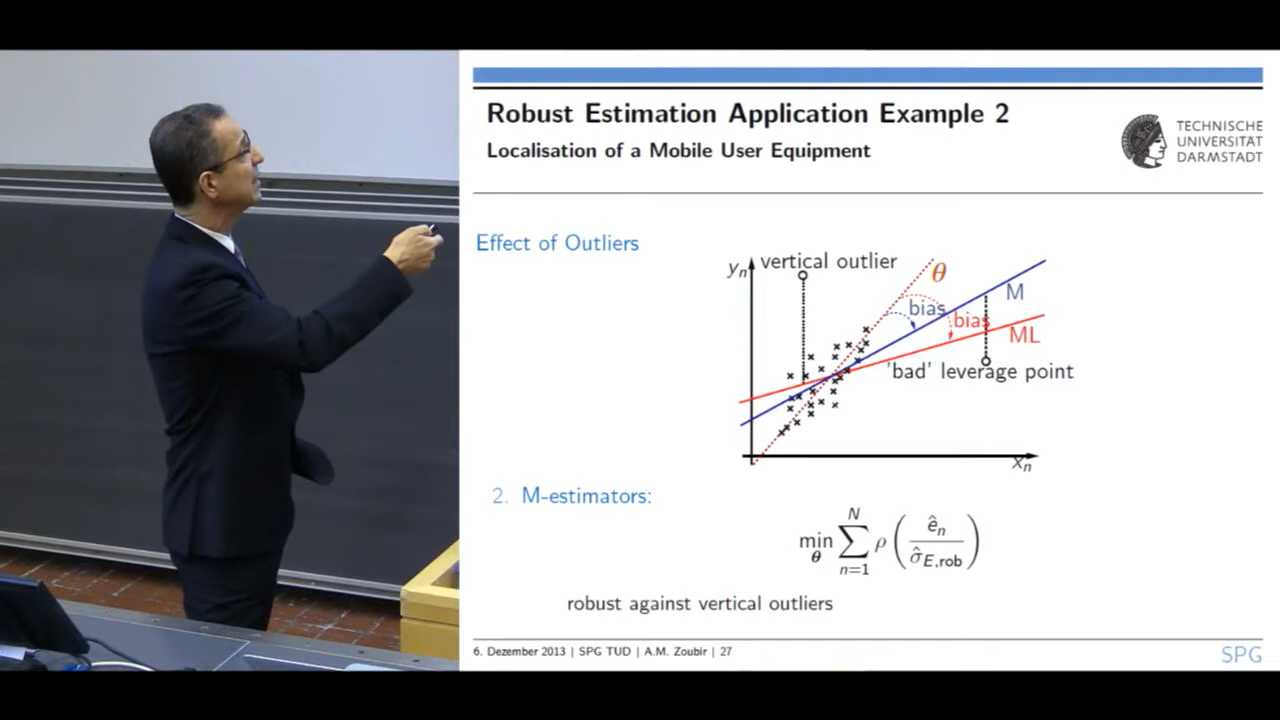 Robust Estimation Application Example 2
Localisation of a Mobile User Equipment
TECHNISCHE
UNIVERSITÄT
DARMSTADT
Effect of Outliers
yₙ
vertical outlier
θ
M
bias
bias
ML
'bad' leverage point
xₙ
2. M-estimators:
min_θ ∑_{n=1}^{N} ρ ( ê_n / σ̂_{E,rob} )
robust against vertical outliers
6. Dezember 2013 | SPG TUD | A.M. Zoubir | 27
SPG